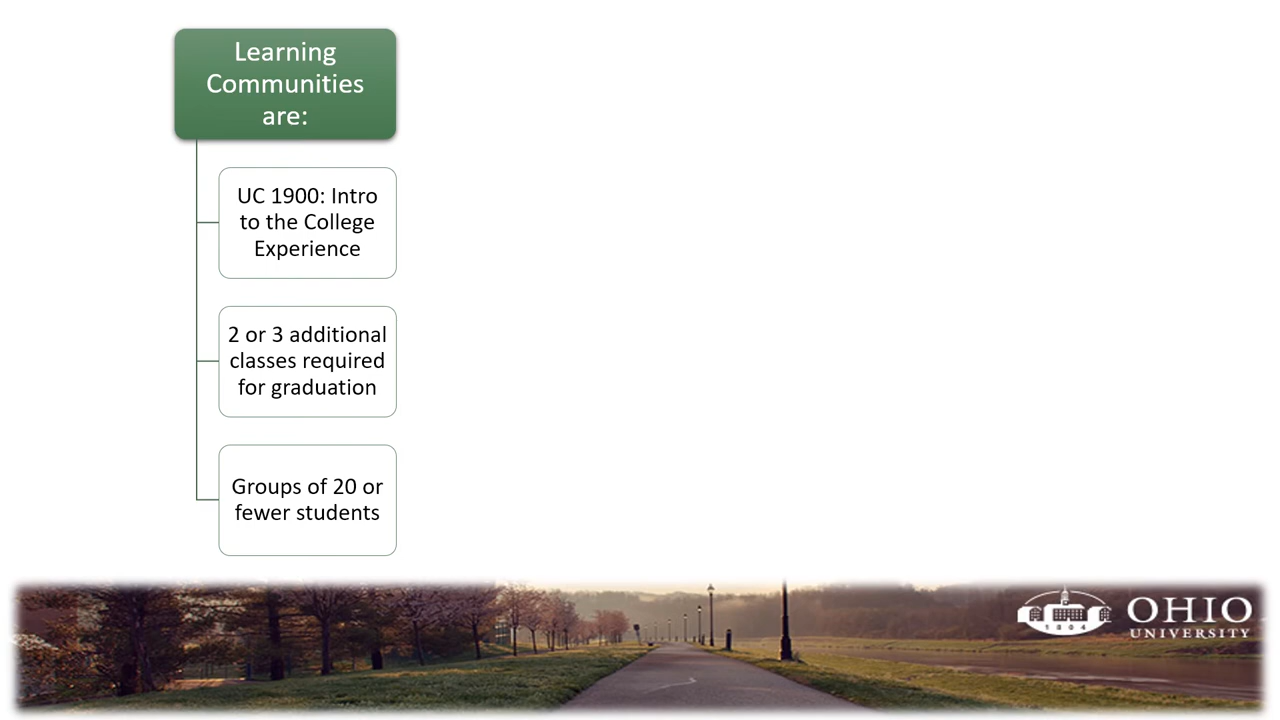 Learning
Communities
are:
UC 1900: Intro
to the College
Experience
2 or 3 additional
classes required
for graduation
Groups of 20 or
fewer students
1804
OHIO
UNIVERSITY